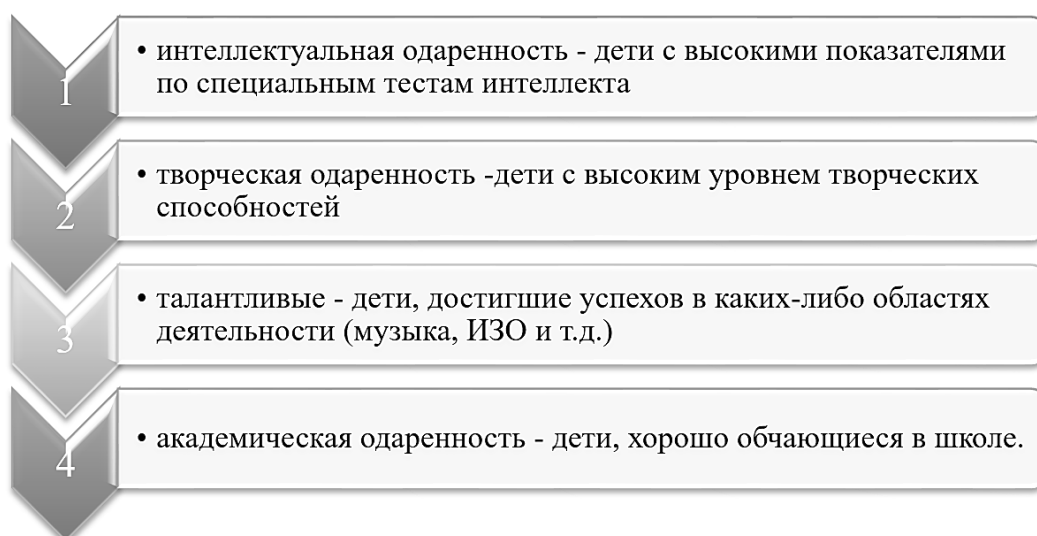 1
• интеллектуальная одаренность - дети с высокими показателями
по специальным тестам интеллекта
2
• творческая одаренность -дети с высоким уровнем творческих
способностей
3
• талантливые - дети, достигшие успехов в каких-либо областях
деятельности (музыка, ИЗО и т.д.)
4
• академическая одаренность - дети, хорошо обчающиеся в школе.